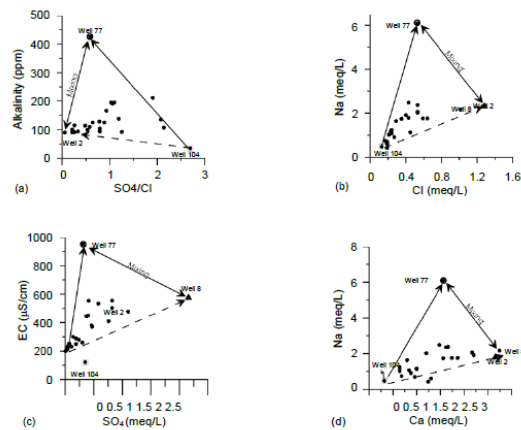 500
400
300
200
100
0
Alkalinity (ppm)
Well 77
Mixing
Well 2
Well 104
0 1 2 3
SO4/Cl
(a)
8
6
4
2
0
Na (meq/L)
Well 77
Mixing
Well 8
Well 2
Well 104
0 0.4 0.8 1.2 1.6
Cl (meq/L)
(b)
1000
800
600
400
200
0
EC (µS/cm)
Well 77
Mixing
Well 8
Well 2
Well 104
0 0.5 1 1.5 2 2.5
SO₄ (meq/L)
(c)
8
6
4
2
0
Na (meq/L)
Well 77
Mixing
Well
Well 2
0 0.5 1 1.5 2 2.5 3
Ca (meq/L)
(d)